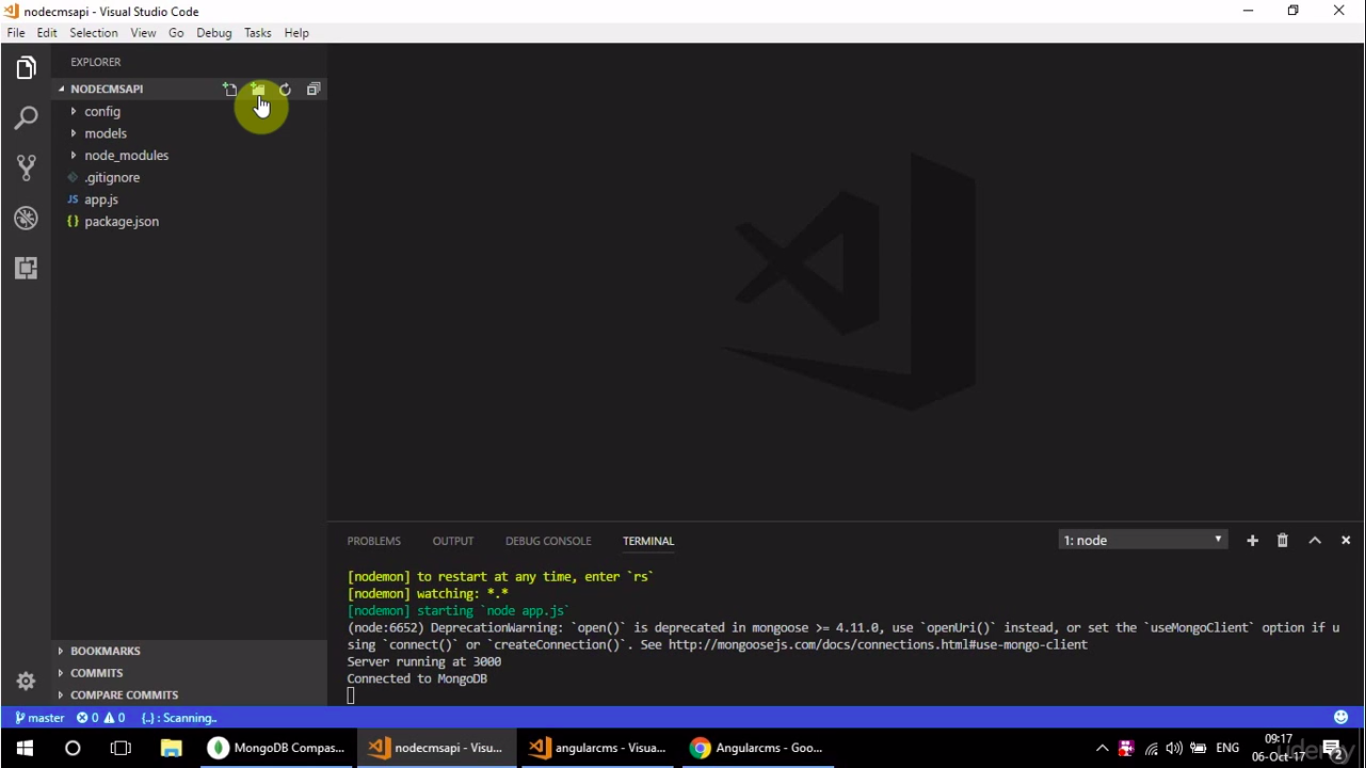 nodecmsapi - Visual Studio Code
File Edit Selection View Go Debug Tasks Help
EXPLORER
NODECMSAPI
config
models
node_modules
.gitignore
JS app.js
{} package.json
BOOKMARKS
COMMITS
COMPARE COMMITS
PROBLEMS OUTPUT DEBUG CONSOLE TERMINAL 1: node
[nodemon] to restart at any time, enter `rs`
[nodemon] watching: *.*
[nodemon] starting `node app.js`
(node:6652) DeprecationWarning: `open()` is deprecated in mongoose >= 4.11.0, use `openUri()` instead, or set the `useMongoClient` option if u
sing `connect()` or `createConnection()`. See http://mongoosejs.com/docs/connections.html#use-mongo-client
Server running at 3000
Connected to MongoDB
master 0 0 {..} : Scanning..
MongoDB Compas... nodecmsapi - Visu... angularcms - Visua... Angularcms - Goo... ENG 09:17
06-Oct-17 2
udemy